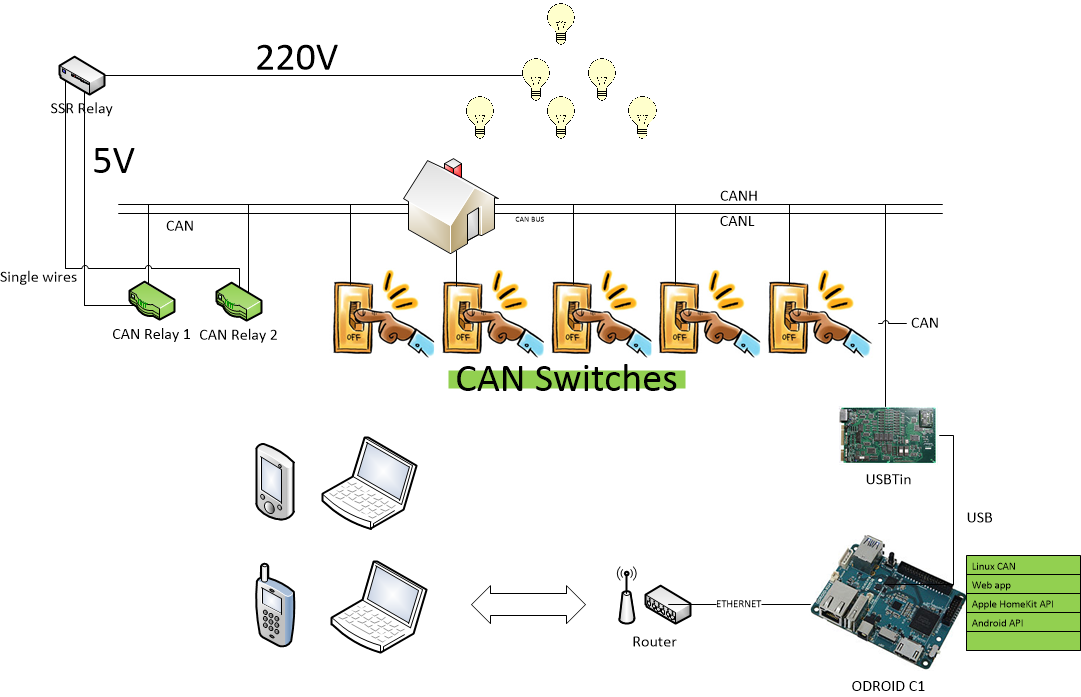 220V
SSR Relay
5V
CANH
CAN BUS
CANL
CAN
Single wires
CAN Relay 1
CAN Relay 2
OFF
OFF
OFF
OFF
OFF
CAN
CAN Switches
USBTin
USB
Linux CAN
Web app
Apple HomeKit API
Android API
ETHERNET
Router
ODROID C1